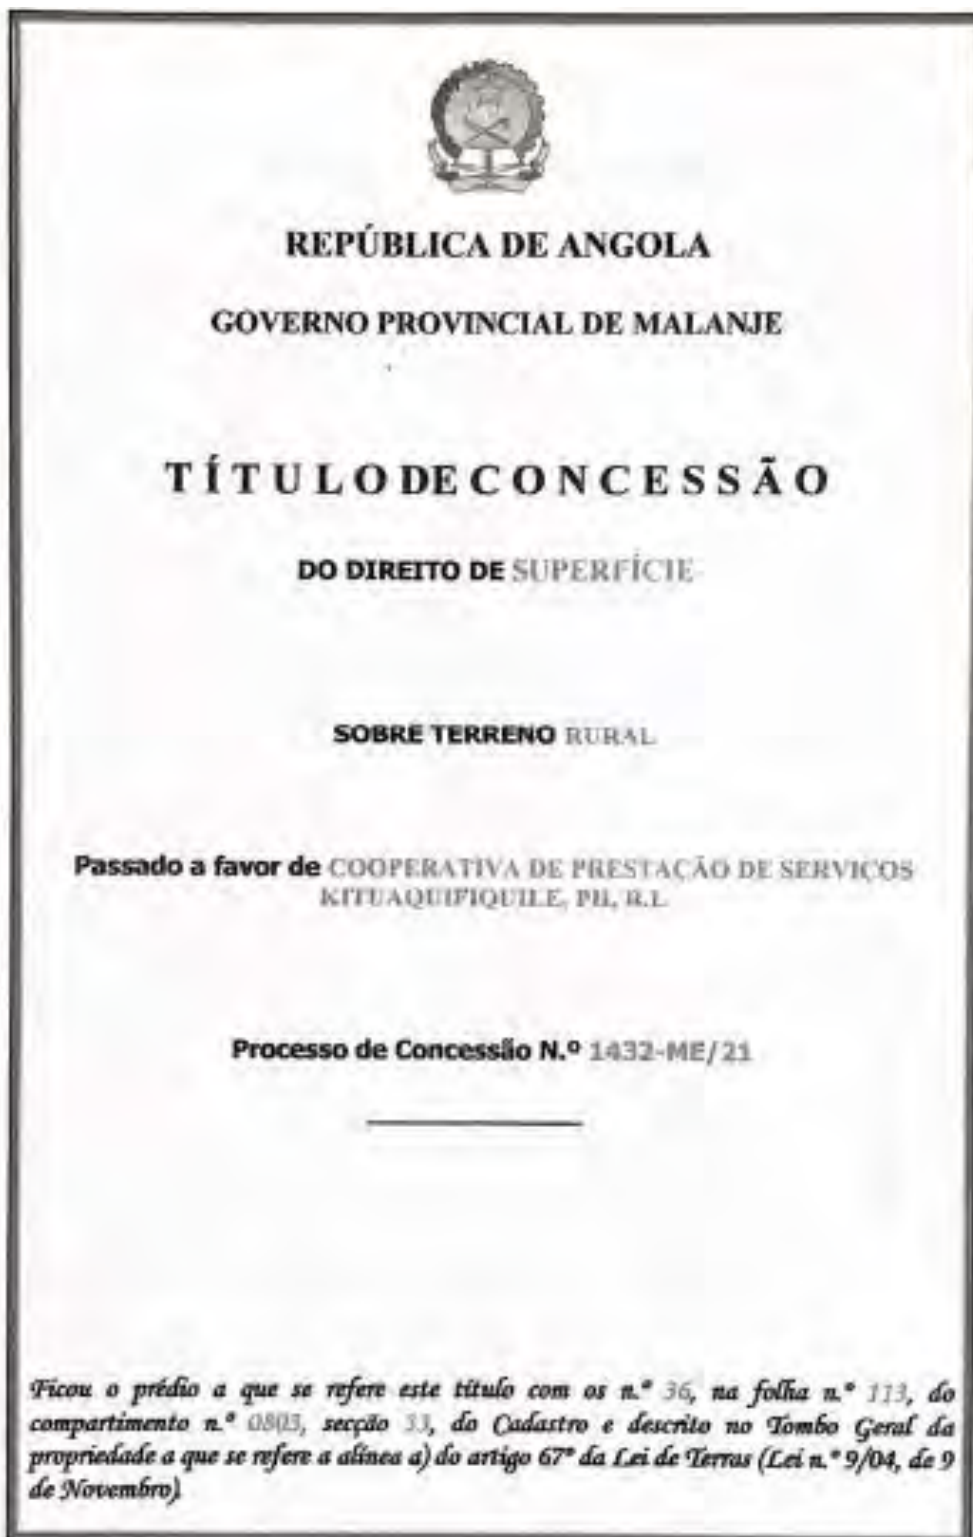 REPÚBLICA DE ANGOLA
GOVERNO PROVINCIAL DE MALANJE
TÍTULO DE CONCESSÃO
DO DIREITO DE SUPERFÍCIE
SOBRE TERRENO RURAL
Passado a favor de COOPERATIVA DE PRESTAÇÃO DE SERVIÇOS
KITUAQUIFIQUILE, PH, R.L
Processo de Concessão N.º 1432-ME/21
Ficou o prédio a que se refere este título com os n.º 36, na folha n.º 113, do
compartimento n.º 0803, secção 33, do Cadastro e descrito no Tombo Geral da
propriedade a que se refere a alínea a) do artigo 67º da Lei de Terras (Lei n.º 9/04, de 9
de Novembro)